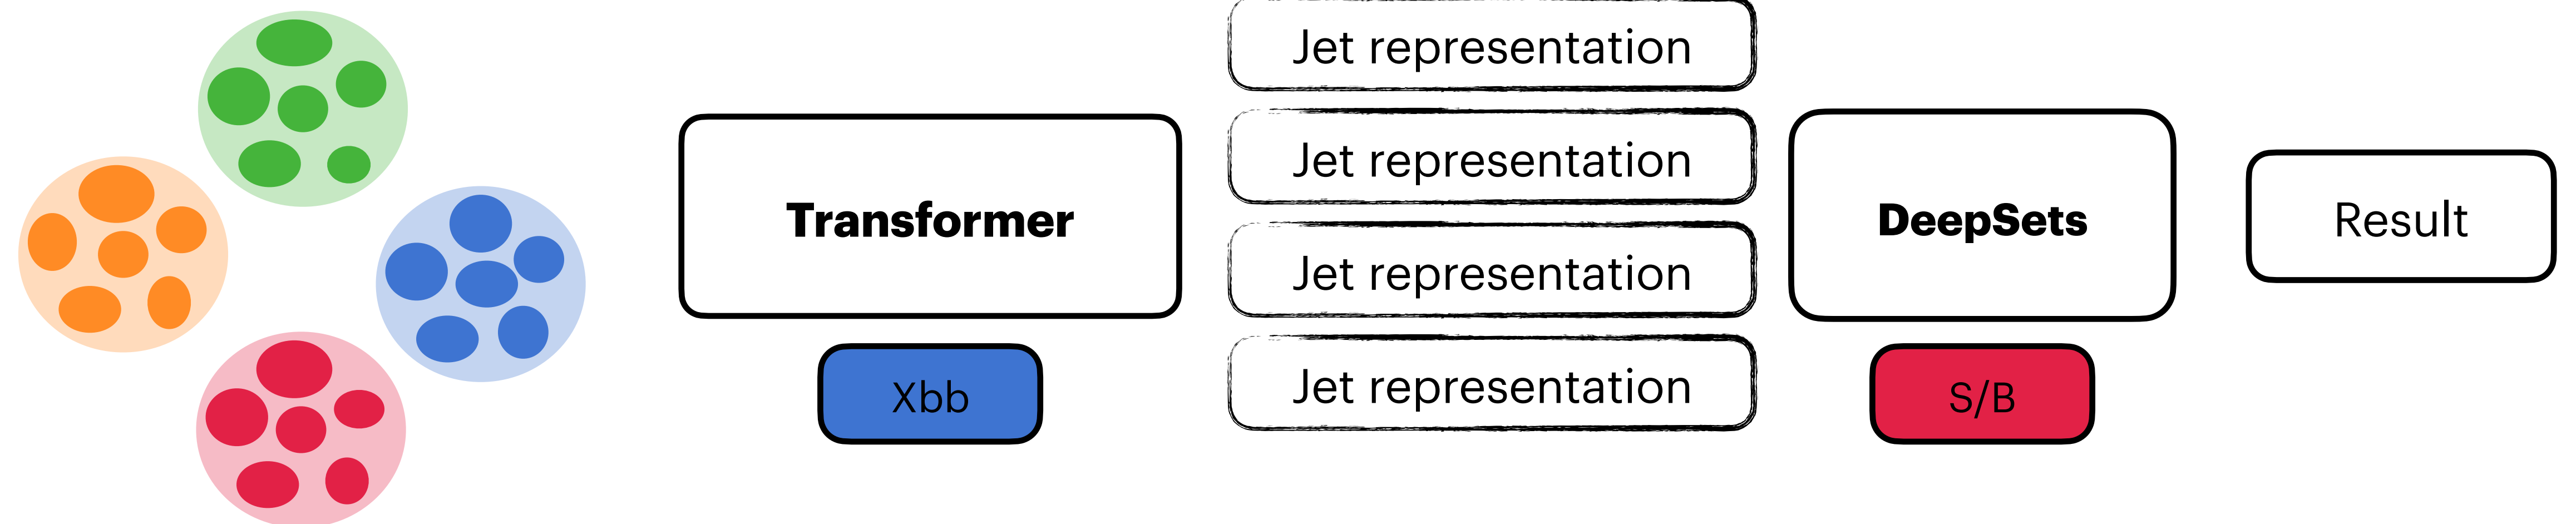 Jet representation
Jet representation
Transformer
DeepSets
Result
Jet representation
Xbb
Jet representation
S/B